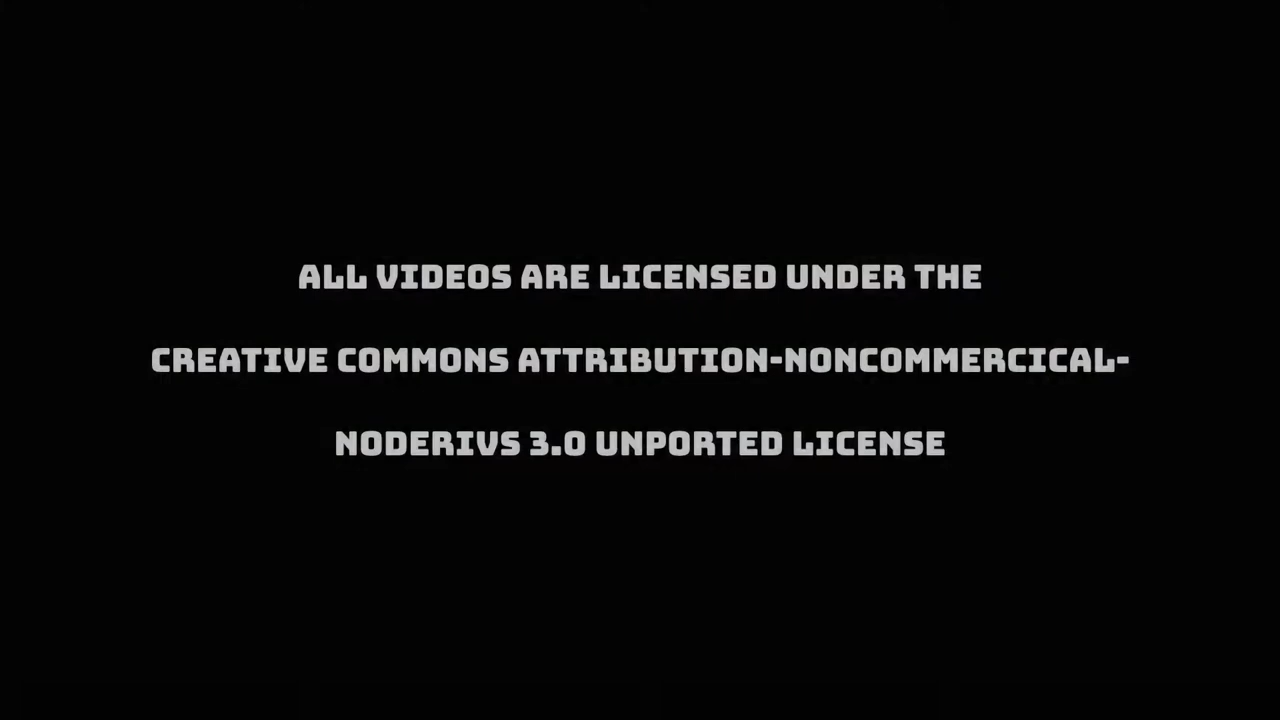 ALL VIDEOS ARE LICENSED UNDER THE
CREATIVE COMMONS ATTRIBUTION-NONCOMMERCICAL-
NODERIVS 3.0 UNPORTED LICENSE